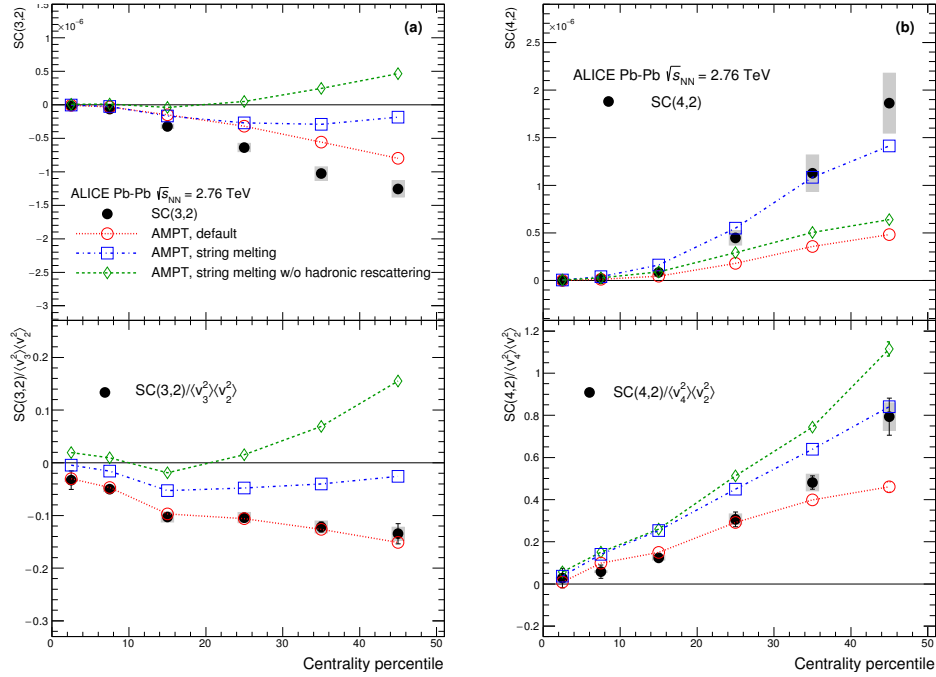 SC(3,2)
×10⁻⁶
(a)
1.5
1
0.5
0
−0.5
−1
−1.5
−2
−2.5
−3
ALICE Pb-Pb √s_NN = 2.76 TeV
SC(3,2)
AMPT, default
AMPT, string melting
AMPT, string melting w/o hadronic rescattering
SC(4,2)
×10⁻⁶
(b)
2.5
2
1.5
1
0.5
0
ALICE Pb-Pb √s_NN = 2.76 TeV
SC(4,2)
SC(3,2)/⟨v₃²⟩⟨v₂²⟩
0.2
0.1
0
−0.1
−0.2
−0.3
SC(3,2)/⟨v₃²⟩⟨v₂²⟩
0 10 20 30 40 50
Centrality percentile
SC(4,2)/⟨v₄²⟩⟨v₂²⟩
1.2
1
0.8
0.6
0.4
0.2
0
−0.2
SC(4,2)/⟨v₄²⟩⟨v₂²⟩
0 10 20 30 40 50
Centrality percentile